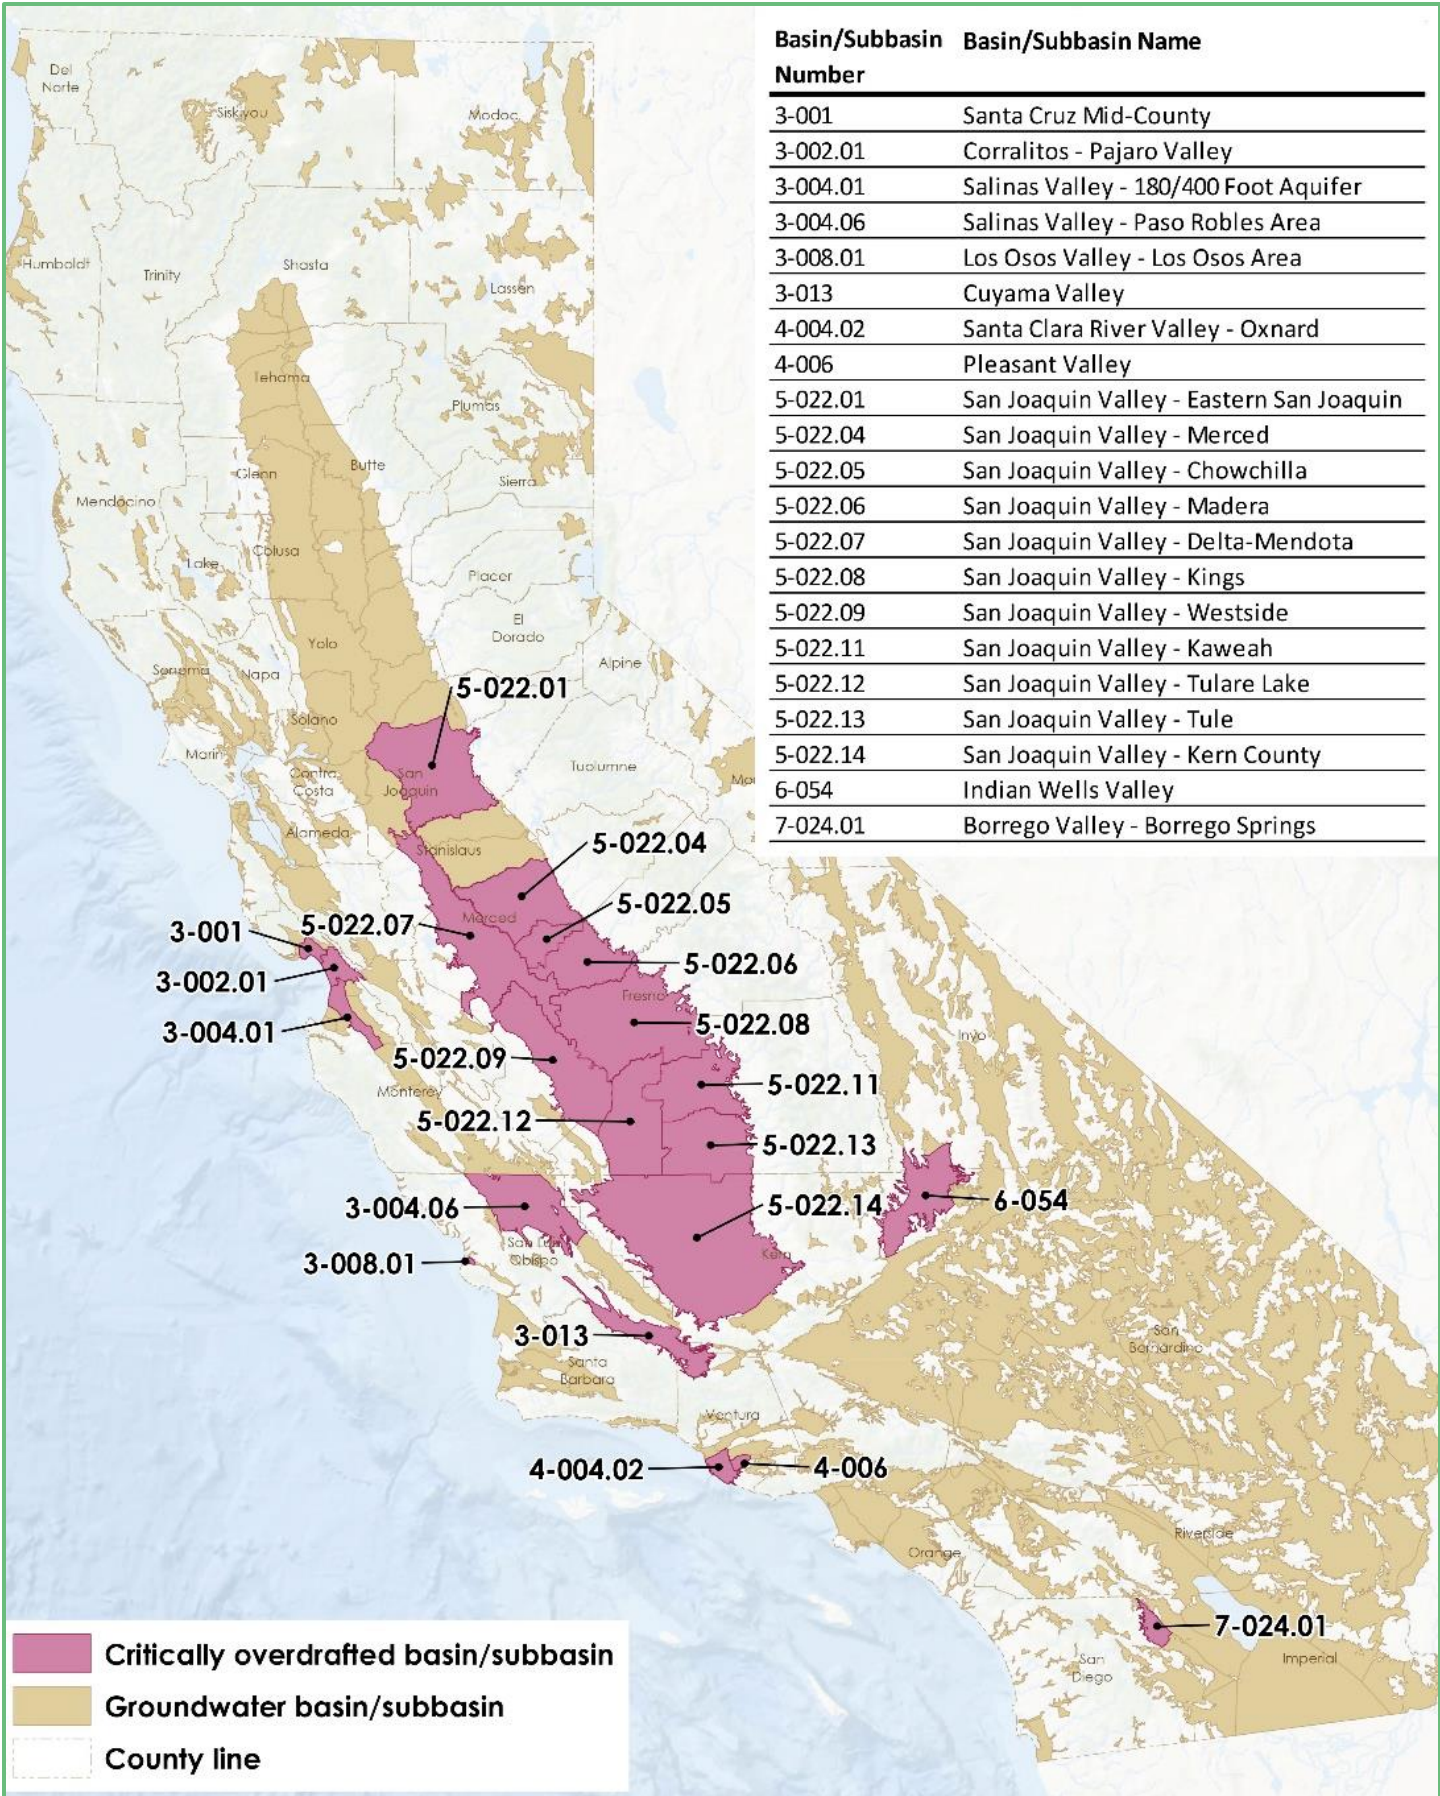 Basin/Subbasin Number Basin/Subbasin Name
3-001 Santa Cruz Mid-County
3-002.01 Corralitos - Pajaro Valley
3-004.01 Salinas Valley - 180/400 Foot Aquifer
3-004.06 Salinas Valley - Paso Robles Area
3-008.01 Los Osos Valley - Los Osos Area
3-013 Cuyama Valley
4-004.02 Santa Clara River Valley - Oxnard
4-006 Pleasant Valley
5-022.01 San Joaquin Valley - Eastern San Joaquin
5-022.04 San Joaquin Valley - Merced
5-022.05 San Joaquin Valley - Chowchilla
5-022.06 San Joaquin Valley - Madera
5-022.07 San Joaquin Valley - Delta-Mendota
5-022.08 San Joaquin Valley - Kings
5-022.09 San Joaquin Valley - Westside
5-022.11 San Joaquin Valley - Kaweah
5-022.12 San Joaquin Valley - Tulare Lake
5-022.13 San Joaquin Valley - Tule
5-022.14 San Joaquin Valley - Kern County
6-054 Indian Wells Valley
7-024.01 Borrego Valley - Borrego Springs
Del
Norte
Siskiyou
Modoc
Humboldt
Trinity
Shasta
Lassen
Tehama
Plumas
Glenn
Butte
Sierra
Mendocino
Colusa
Lake
Placer
El
Dorado
Yolo
Alpine
Sonoma
Napa
5-022.01
Solano
Marin
Contra
Costa
San
Joaquin
Tuolumne
Mo
Alameda
Stanislaus
5-022.04
5-022.05
Merced
5-022.07
3-001
5-022.06
3-002.01
Fresno
5-022.08
3-004.01
Inyo
5-022.09
5-022.11
Monterey
5-022.12
5-022.13
6-054
3-004.06
5-022.14
San Luis
Obispo
Kern
3-008.01
3-013
San
Bernardino
Santa
Barbara
Ventura
4-004.02
4-006
Riverside
Orange
7-024.01
San
Diego
Imperial
Critically overdrafted basin/subbasin
Groundwater basin/subbasin
County line